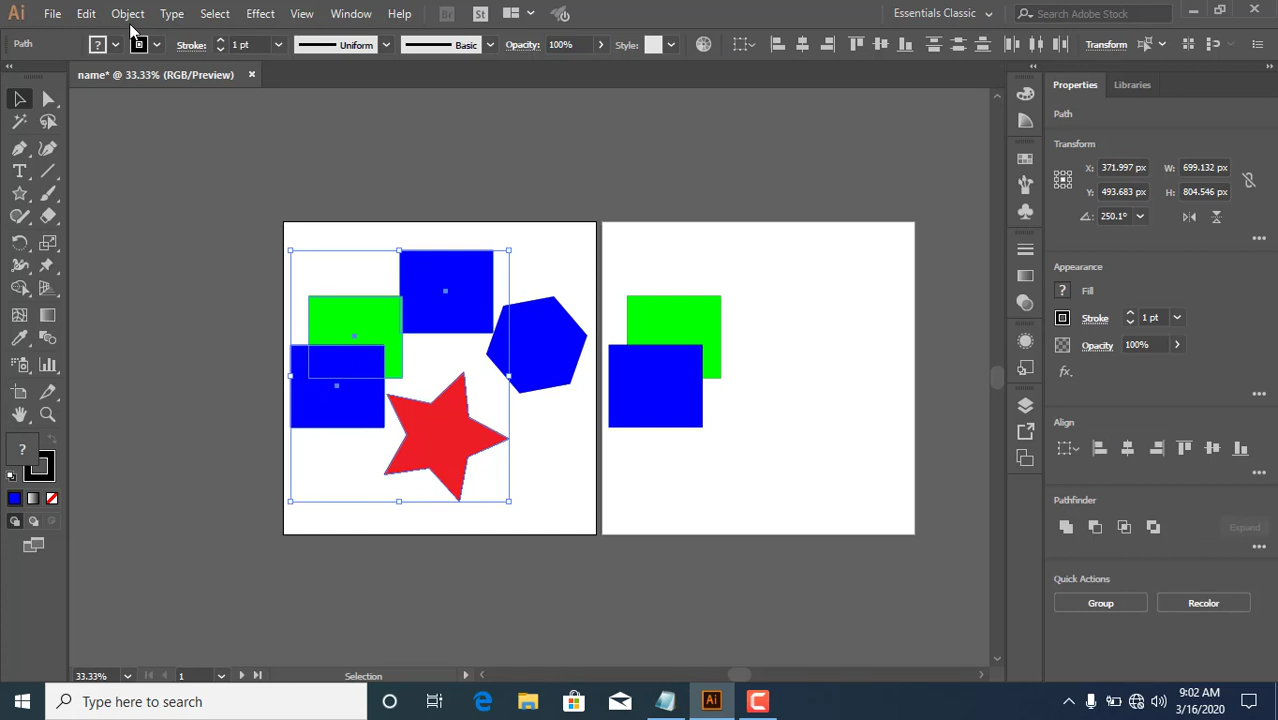 Ai File Edit Object Type Select Effect View Window Help Br St Essentials Classic Search Adobe Stock
Path ? Stroke: 1 pt Uniform Basic Opacity: 100% Style: Transform
name* @ 33.33% (RGB/Preview) ×
Properties Libraries
Path
Transform
X: 371.997 px W: 699.132 px
Y: 493.683 px H: 804.546 px
250.1°
Appearance
? Fill
Stroke 1 pt
Opacity 100%
fx.
Align
Pathfinder
Expand
Quick Actions
Group Recolor
T
?
33.33% 1 Selection
Type here to search Ai 9:02 AM
3/16/2020